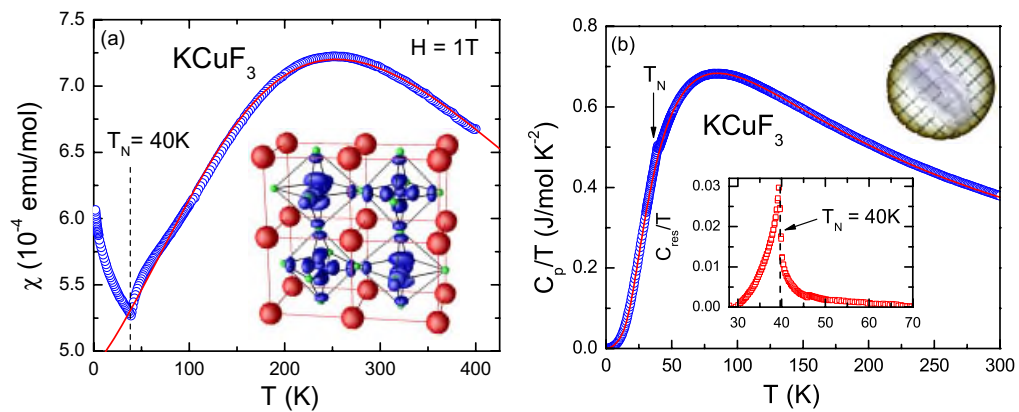 (a)
KCuF3
H = 1T
TN= 40K
χ (10-4 emu/mol)
7.5
7.0
6.5
6.0
5.5
5.0
0
100
200
300
400
T (K)
(b)
TN
KCuF3
Cp/T (J/mol K-2)
0.8
0.6
0.4
0.2
0.0
0
50
100
150
200
250
300
T (K)
Cres/T
0.03
0.02
0.01
0.00
TN = 40K
30
40
50
60
70